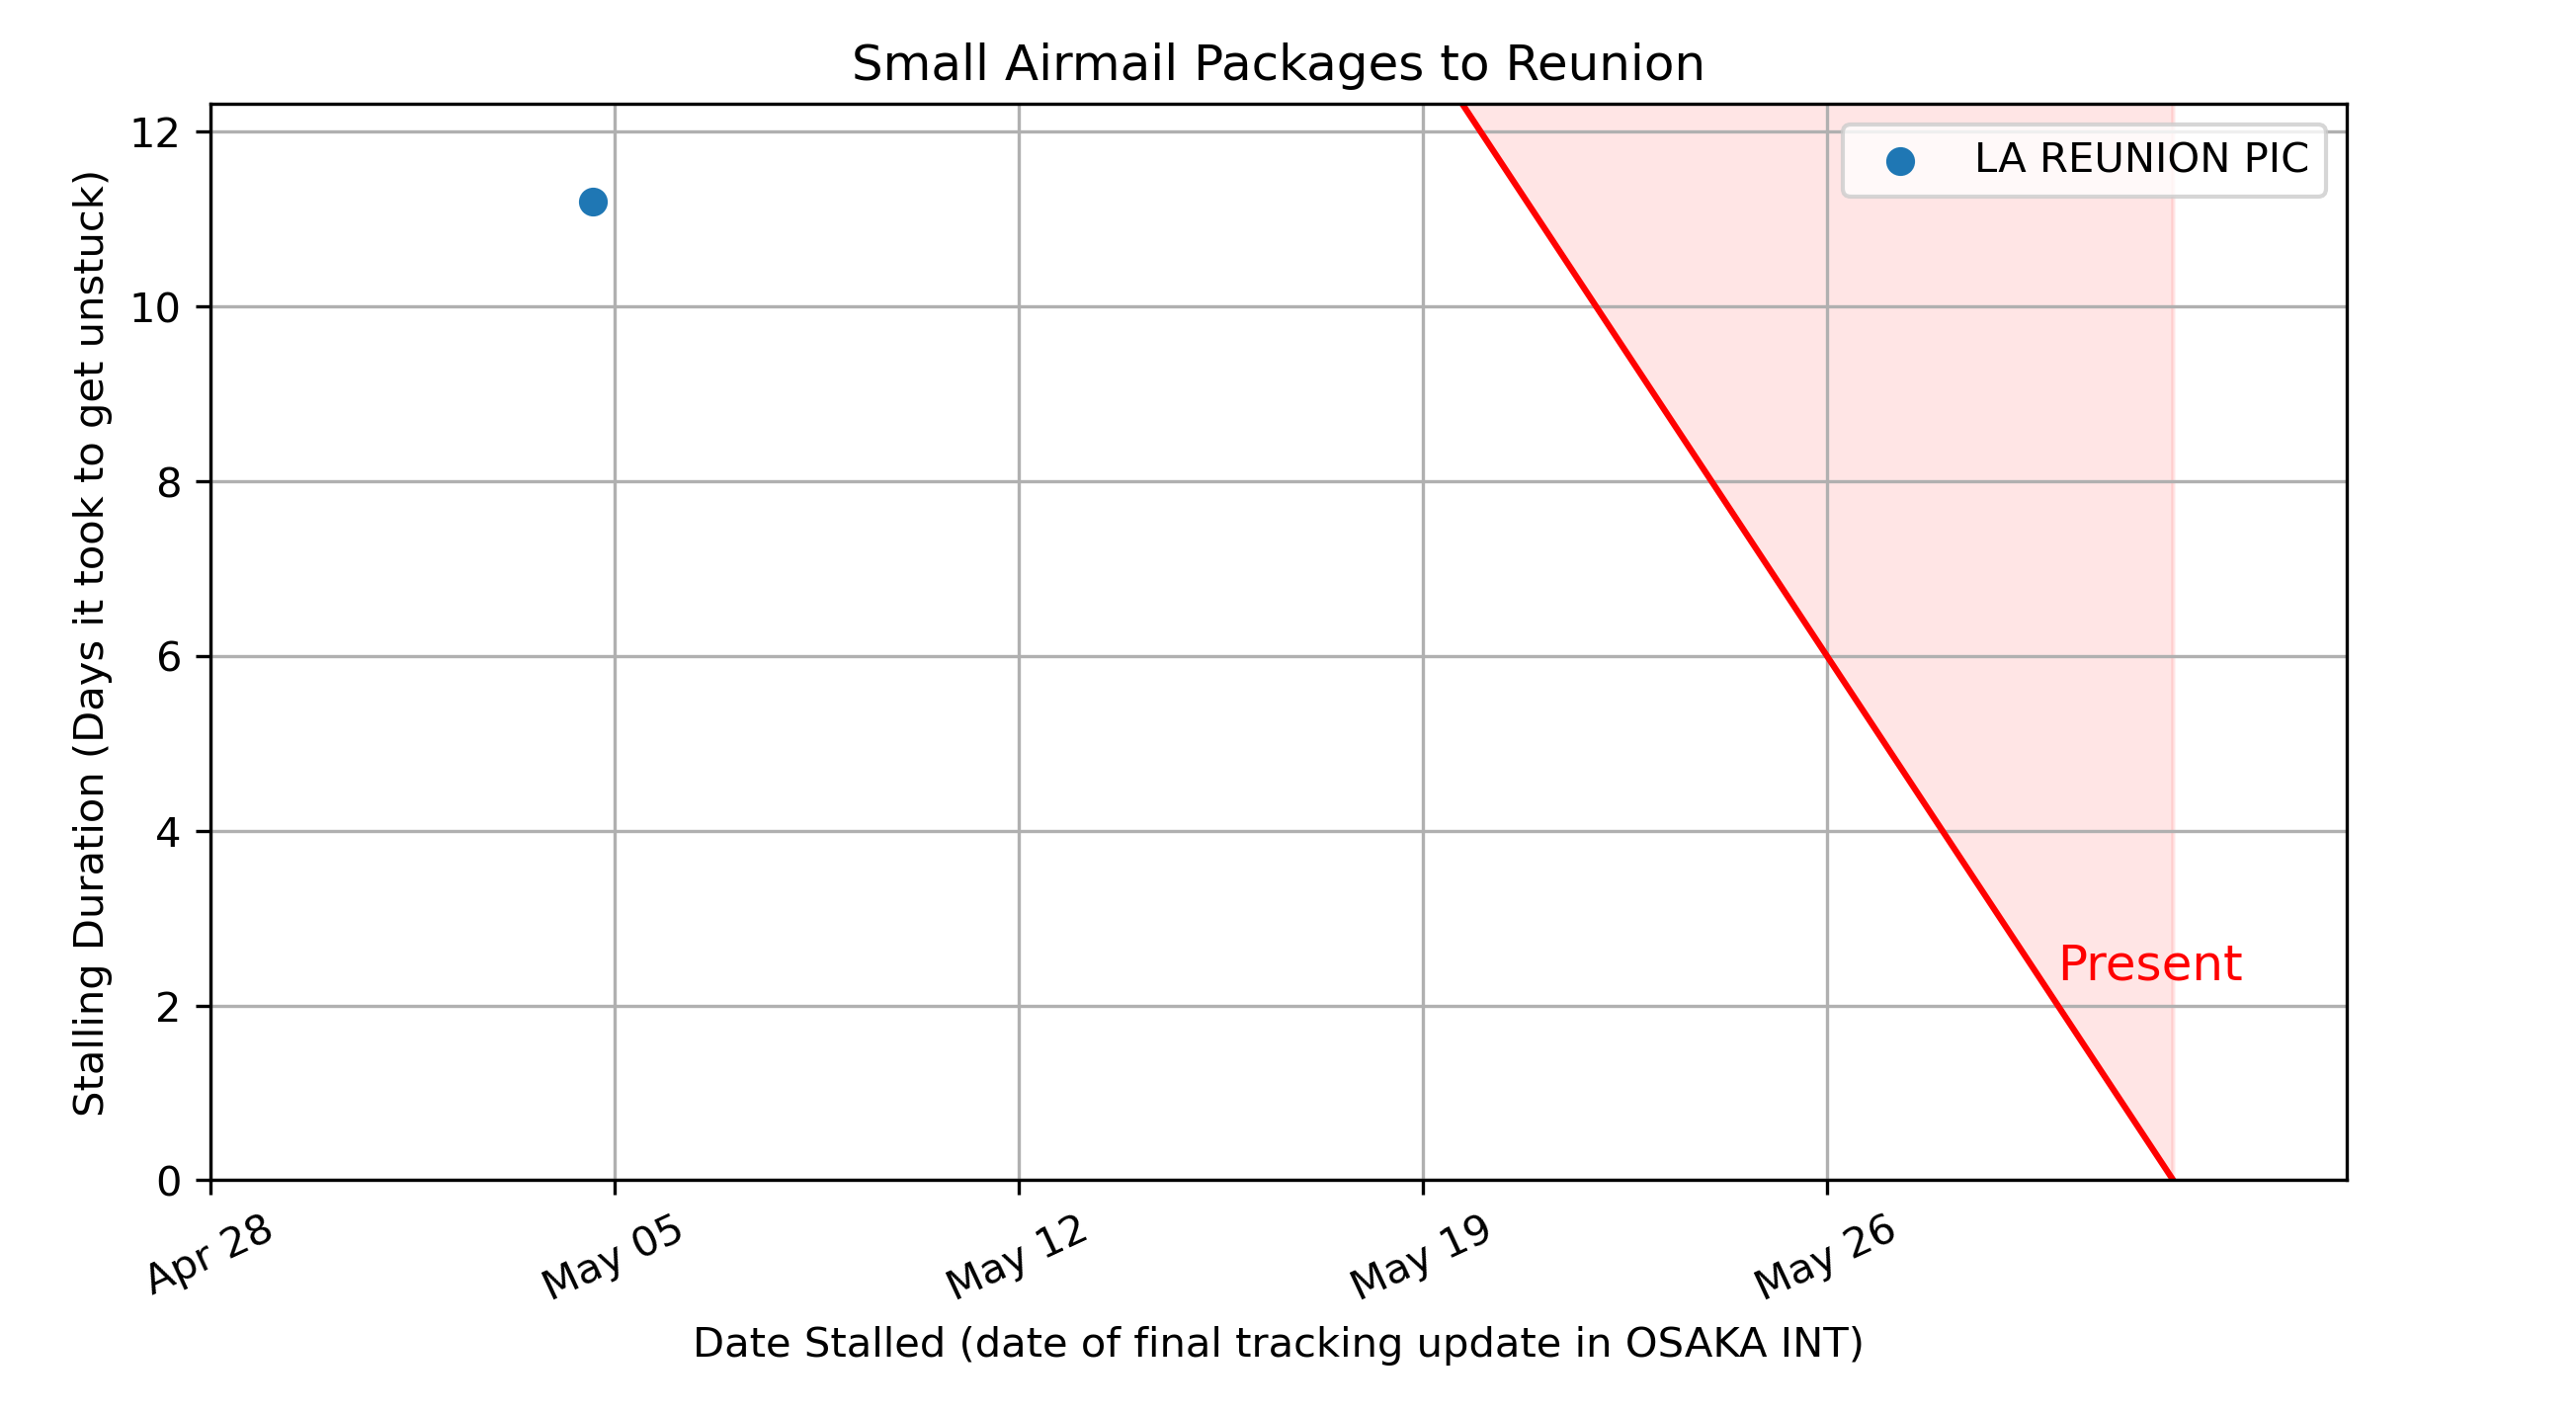 Small Airmail Packages to Reunion
LA REUNION PIC
Stalling Duration (Days it took to get unstuck)
12
10
8
6
4
2
0
Present
Apr 28
May 05
May 12
May 19
May 26
Date Stalled (date of final tracking update in OSAKA INT)